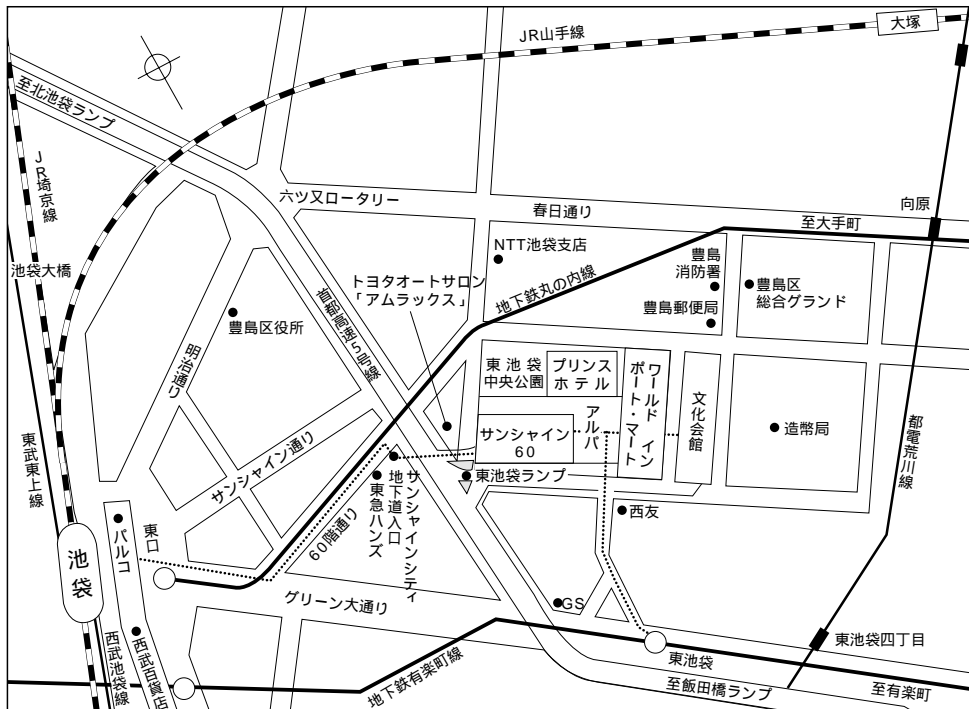 大塚
JR山手線
至北池袋ランプ
JR埼京線
六ツ又ロータリー
春日通り
向原
至大手町
池袋大橋
NTT池袋支店
豊島
消防署
豊島区
総合グランド
トヨタオートサロン
「アムラックス」
地下鉄丸の内線
首都高速5号線
豊島郵便局
豊島区役所
明治通り
東池袋
中央公園
プリンス
ホテル
ワールド イン
ポート・マート
文化会館
アルパ
サンシャイン
60
造幣局
都電荒川線
東武東上線
サンシャイン通り
サンシャインシティ
地下道入口
東急ハンズ
東池袋ランプ
西友
60階通り
東口
パルコ
池袋
グリーン大通り
GS
東池袋四丁目
東池袋
西武百貨店
西武池袋線
地下鉄有楽町線
至飯田橋ランプ
至有楽町